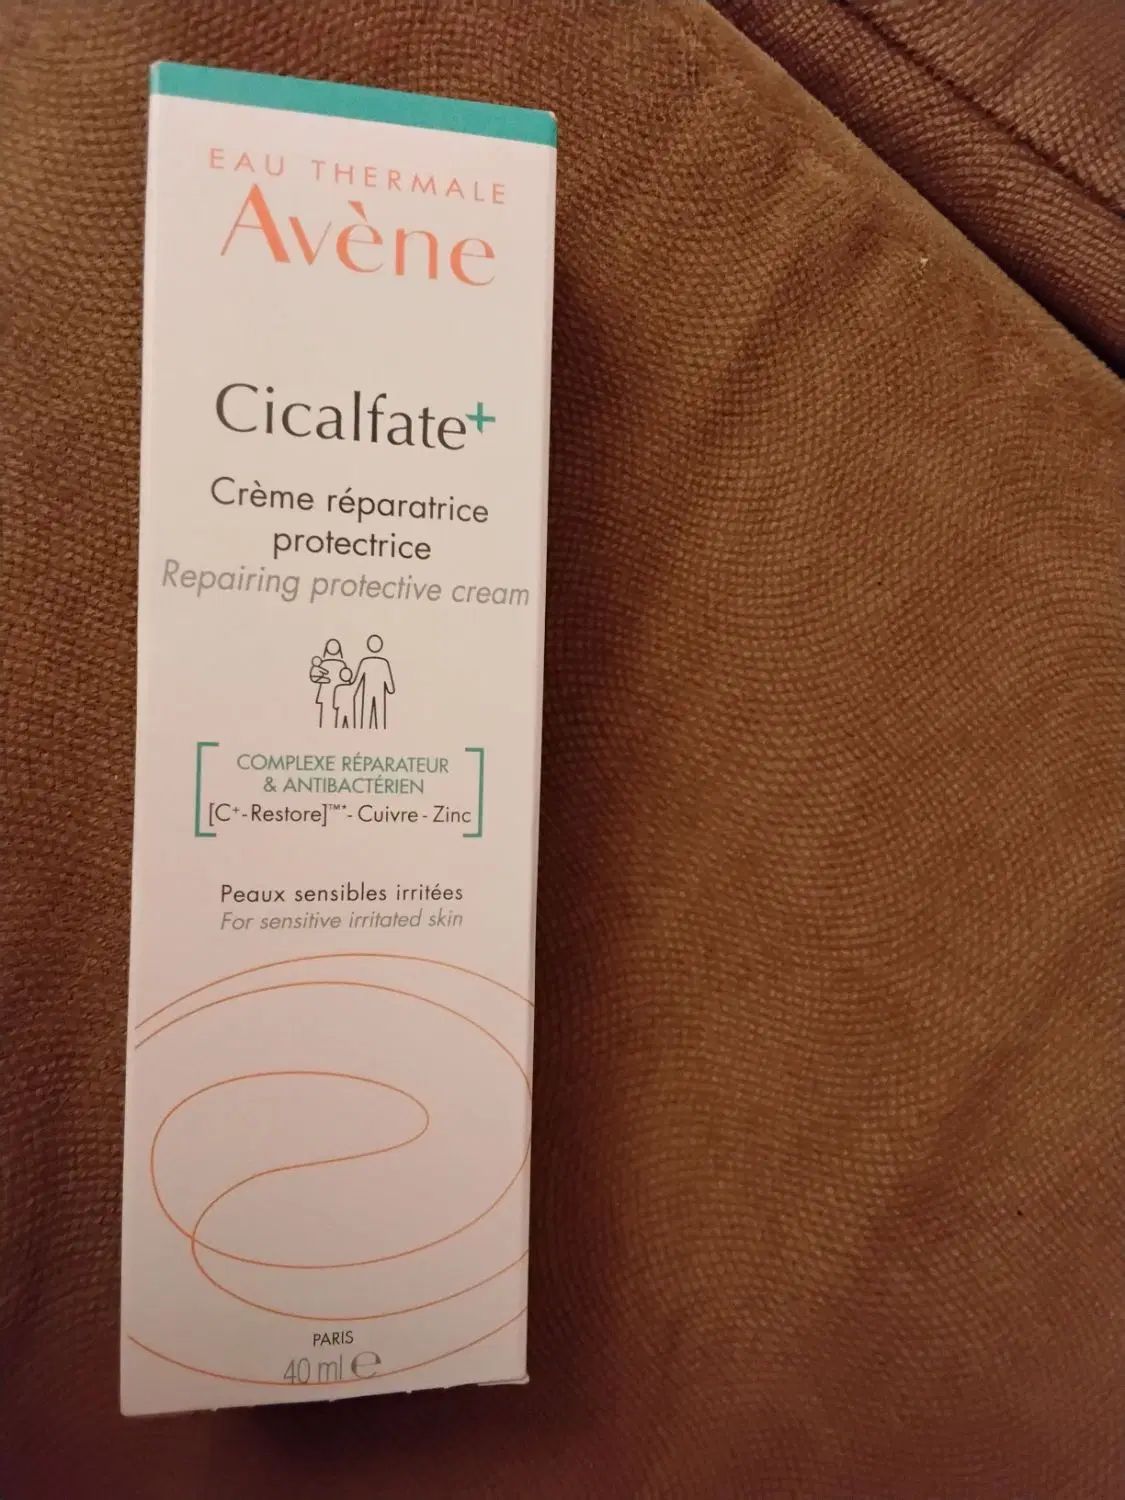 EAU THERMALE
Avène
Cicalfate+
Crème réparatrice
protectrice
Repairing protective cream
COMPLEXE RÉPARATEUR
& ANTIBACTÉRIEN
[C+-Restore]™*- Cuivre - Zinc
Peaux sensibles irritées
For sensitive irritated skin
PARIS
40 ml ℮